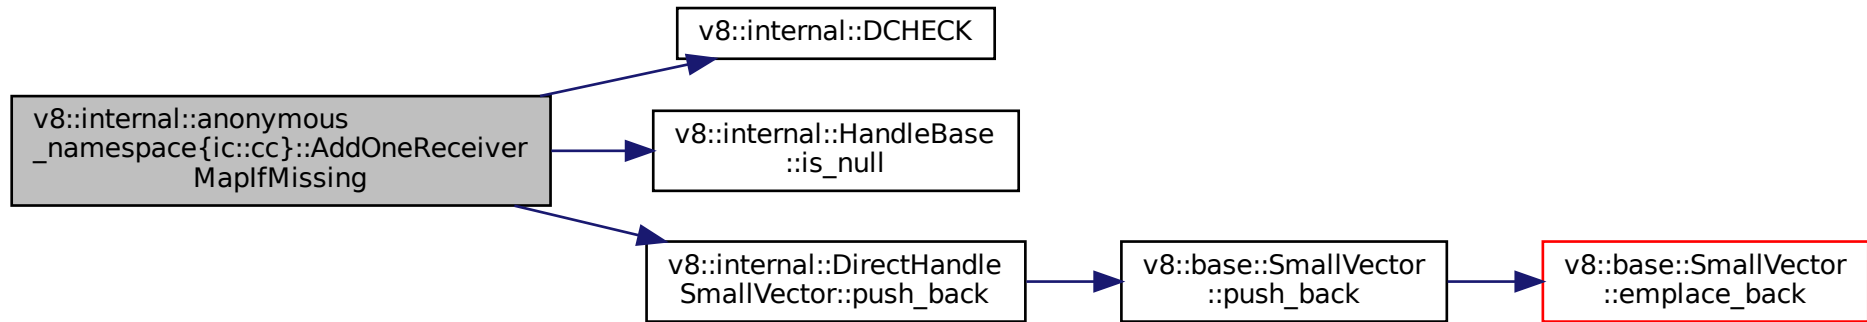 v8::internal::DCHECK
v8::internal::anonymous
_namespace{ic::cc}::AddOneReceiver
MapIfMissing
v8::internal::HandleBase
::is_null
v8::internal::DirectHandle
SmallVector::push_back
v8::base::SmallVector
::push_back
v8::base::SmallVector
::emplace_back